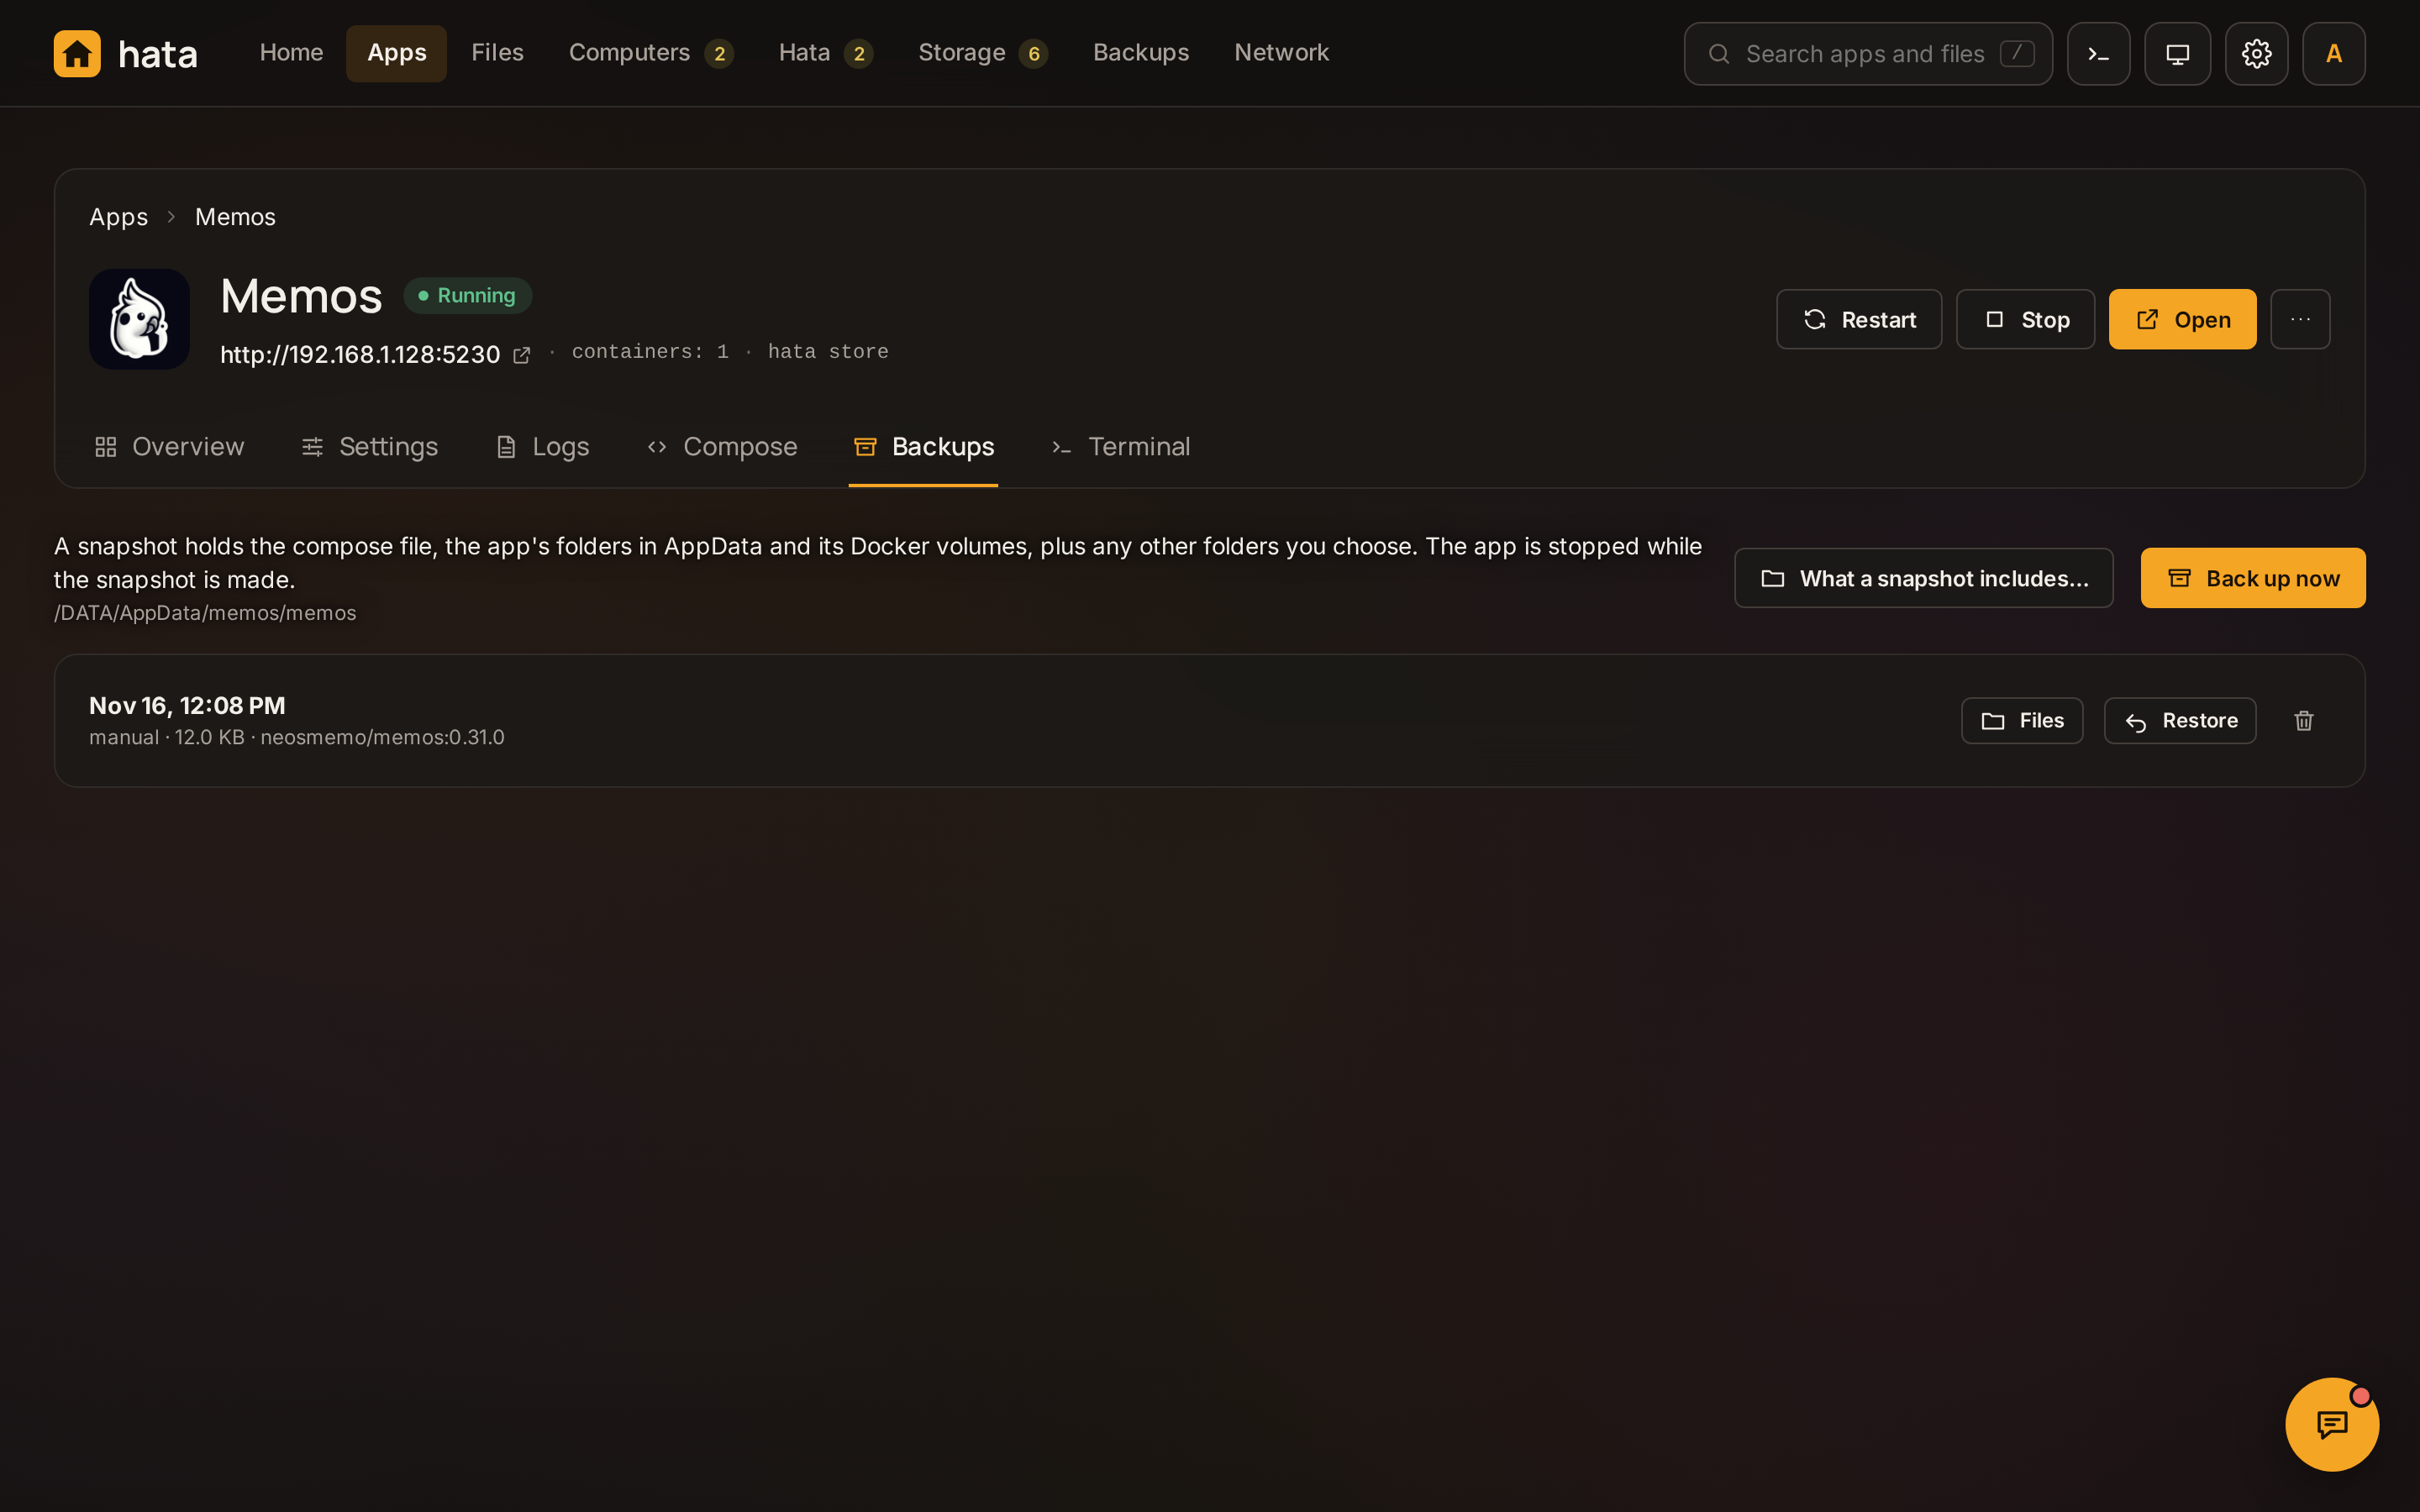 hata
Home
Apps
Files
Computers 2
Hata 2
Storage 6
Backups
Network
Search apps and files /
A
Apps > Memos
Memos
Running
http://192.168.1.128:5230 · containers: 1 · hata store
Restart
Stop
Open
...
Overview
Settings
Logs
Compose
Backups
Terminal
A snapshot holds the compose file, the app's folders in AppData and its Docker volumes, plus any other folders you choose. The app is stopped while
the snapshot is made.
/DATA/AppData/memos/memos
What a snapshot includes...
Back up now
Nov 16, 12:08 PM
manual · 12.0 KB · neosmemo/memos:0.31.0
Files
Restore